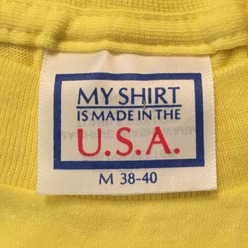 MY SHIRT
IS MADE IN THE
U.S.A.
M 38-40